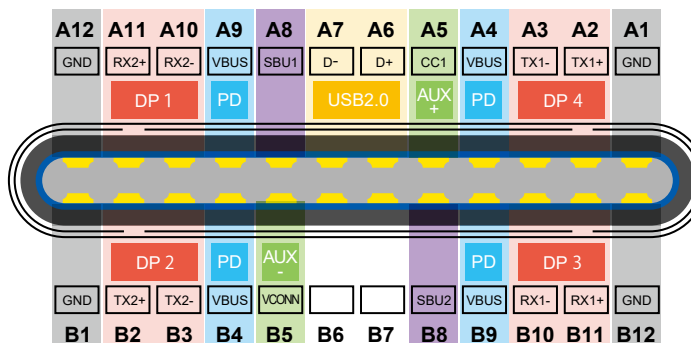 A12 A11 A10 A9 A8 A7 A6 A5 A4 A3 A2 A1
GND RX2+ RX2- VBUS SBU1 D- D+ CC1 VBUS TX1- TX1+ GND
DP 1 PD USB2.0 AUX + PD DP 4
DP 2 PD AUX - PD DP 3
GND TX2+ TX2- VBUS VCONN SBU2 VBUS RX1- RX1+ GND
B1 B2 B3 B4 B5 B6 B7 B8 B9 B10 B11 B12